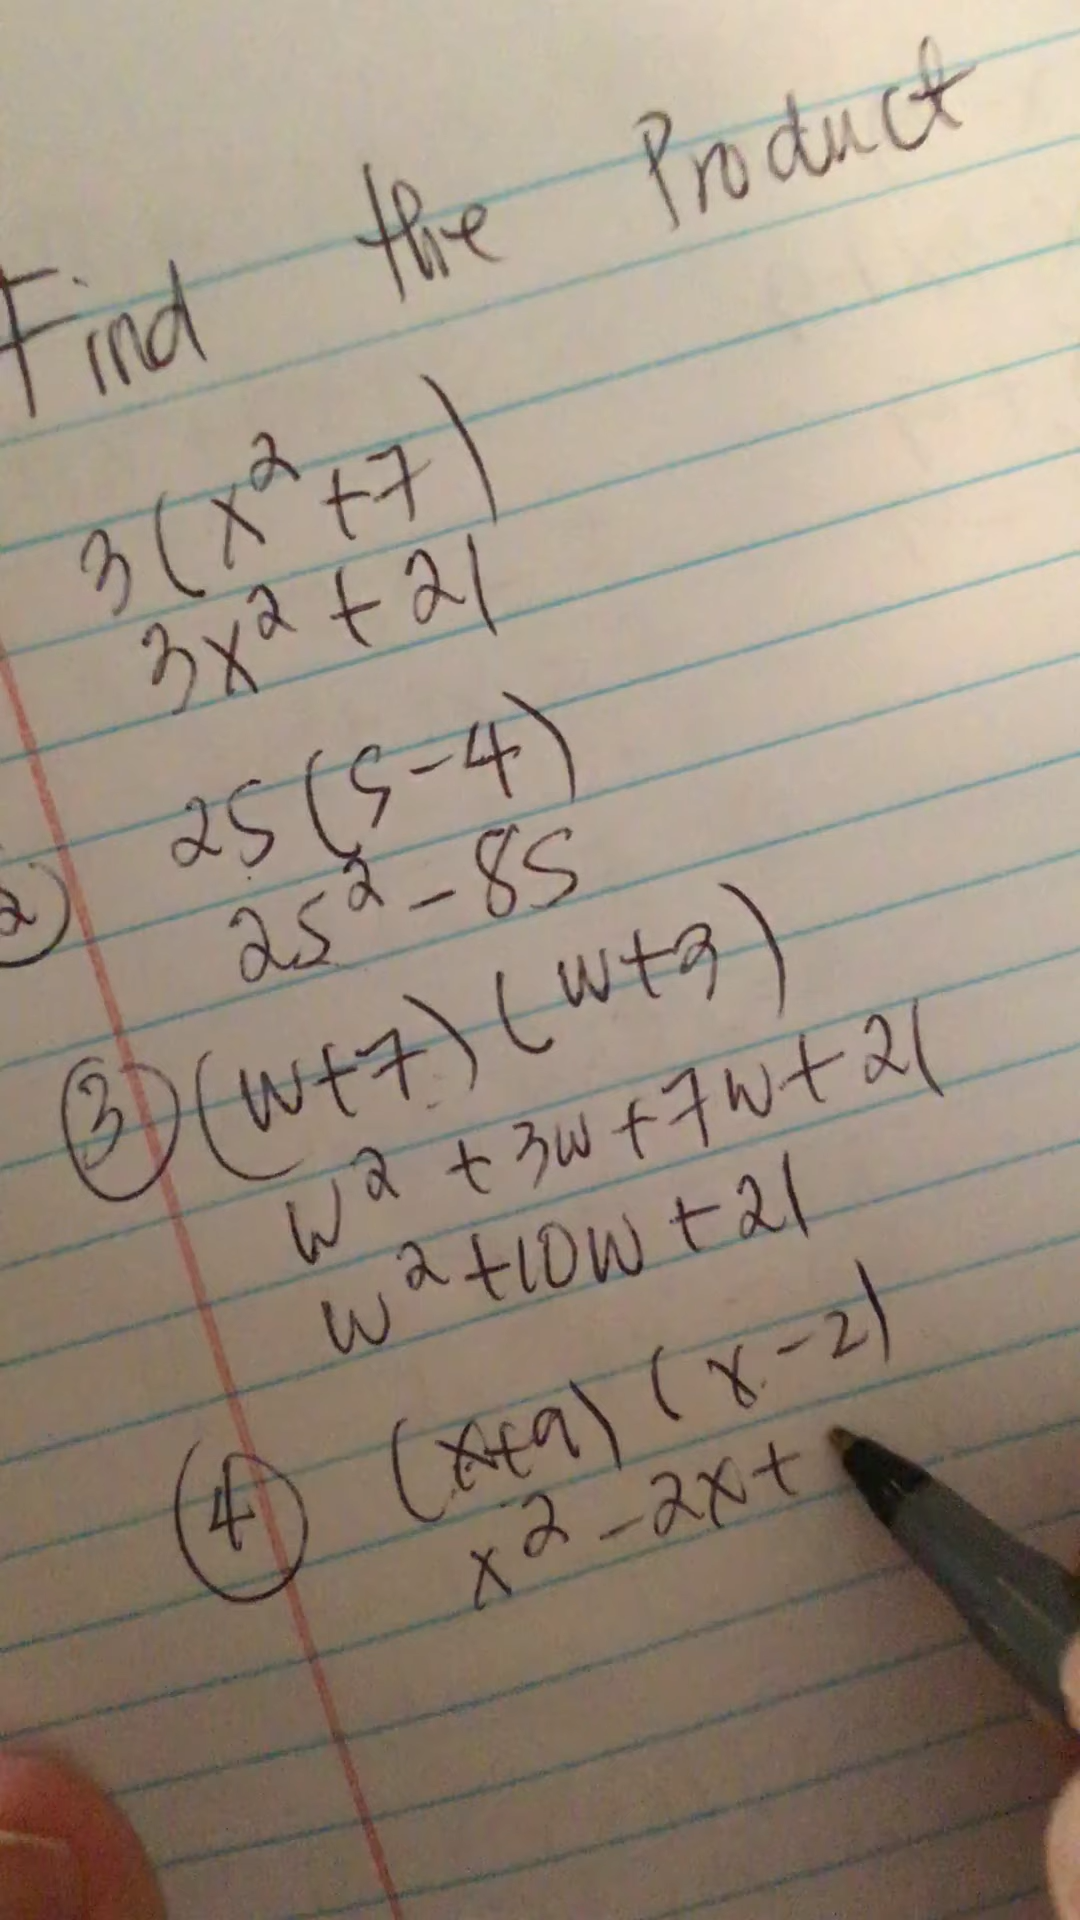 Find the Product
3(x² + 7)
3x² + 21
② 2s(s-4)
2s² - 8s
③ (w+7)(w+3)
w² + 3w + 7w + 21
w² + 10w + 21
④ (x+9)(x-2)
x² - 2x +